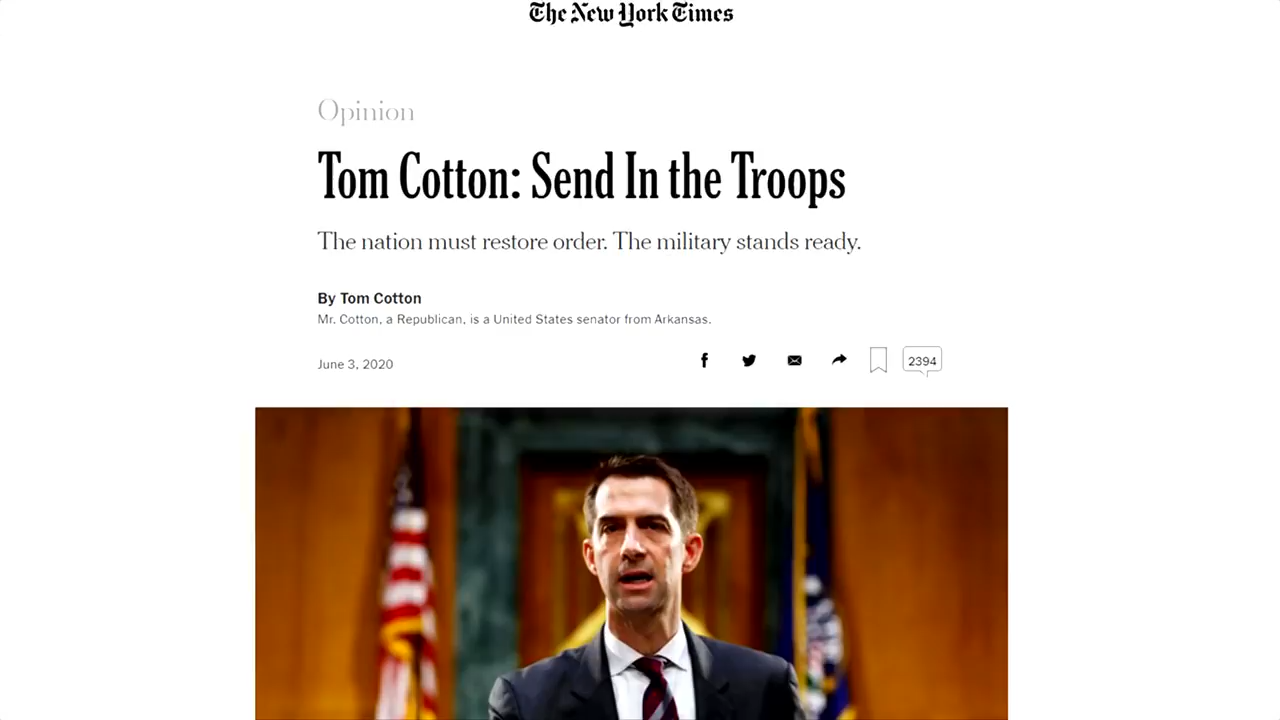 The New York Times
Opinion
Tom Cotton: Send In the Troops
The nation must restore order. The military stands ready.
By Tom Cotton
Mr. Cotton, a Republican, is a United States senator from Arkansas.
June 3, 2020
2394